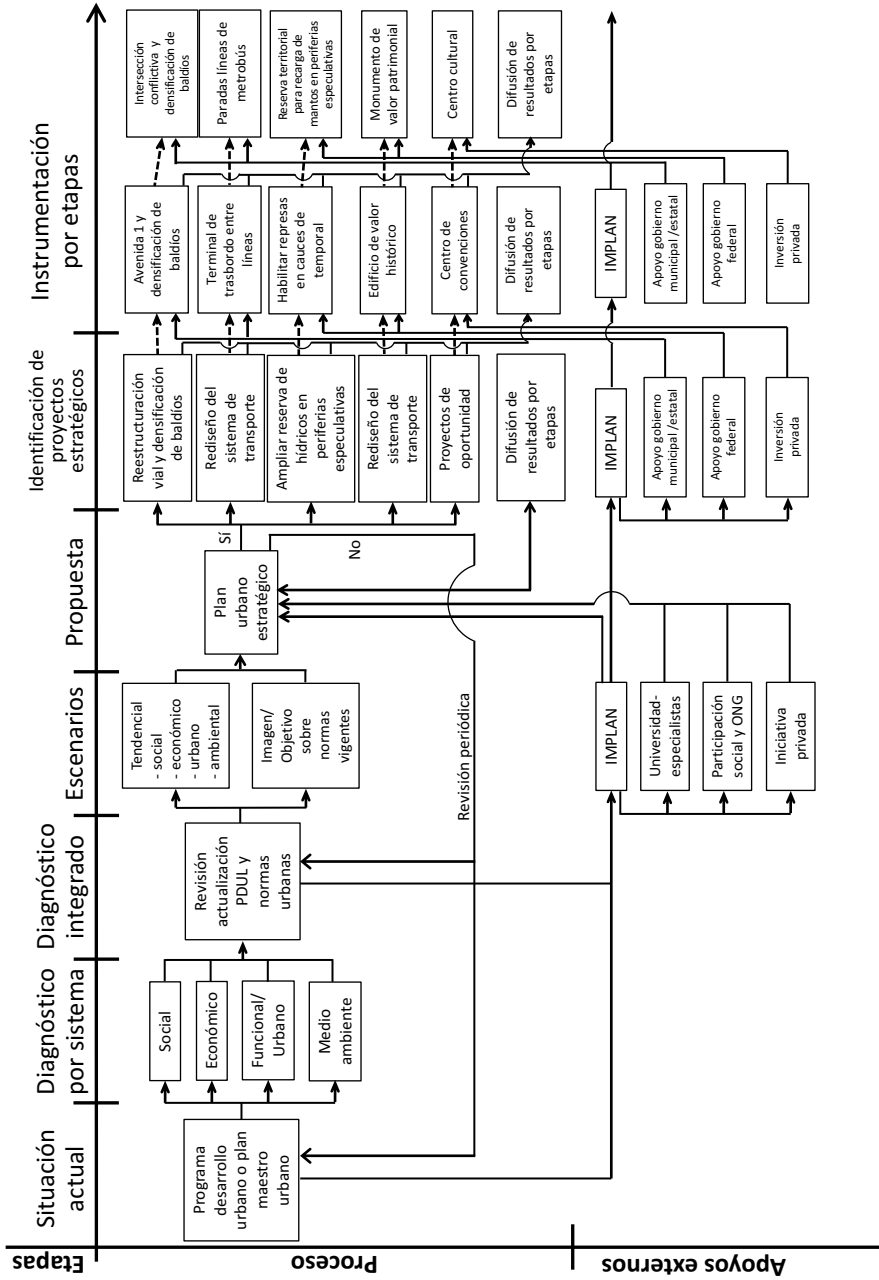 Etapas
Situación
actual
Diagnóstico
por sistema
Diagnóstico
integrado
Escenarios
Propuesta
Identificación de
proyectos
estratégicos
Instrumentación
por etapas
Proceso
Programa
desarrollo
urbano o plan
maestro
urbano
Social
Económico
Funcional/
Urbano
Medio
ambiente
Revisión
actualización
PDUL y
normas
urbanas
Tendencial
- social
- económico
- urbano
- ambiental
Imagen/
Objetivo
sobre
normas
vigentes
Plan
urbano
estratégico
Sí
No
Revisión periódica
Reestructuración
vial y densificación
de baldíos
Rediseño del
sistema de
transporte
Ampliar reserva de
hídricos en
periferias
especulativas
Rediseño del
sistema de
transporte
Proyectos de
oportunidad
Difusión de
resultados por
etapas
Avenida 1 y
densificación de
baldíos
Terminal de
trasbordo entre
líneas
Habilitar represas
en cauces de
temporal
Edificio de valor
histórico
Centro de
convenciones
Difusión de
resultados por
etapas
Intersección
conflictiva y
densificación de
baldíos
Paradas líneas de
metrobús
Reserva territorial
para recarga de
mantos en periferias
especulativas
Monumento de
valor patrimonial
Centro cultural
Difusión de
resultados por
etapas
Apoyos externos
IMPLAN
Universidad-
especialistas
Participación
social y ONG
Iniciativa
privada
IMPLAN
Apoyo gobierno
municipal /estatal
Apoyo gobierno
federal
Inversión
privada
IMPLAN
Apoyo gobierno
municipal /estatal
Apoyo gobierno
federal
Inversión
privada